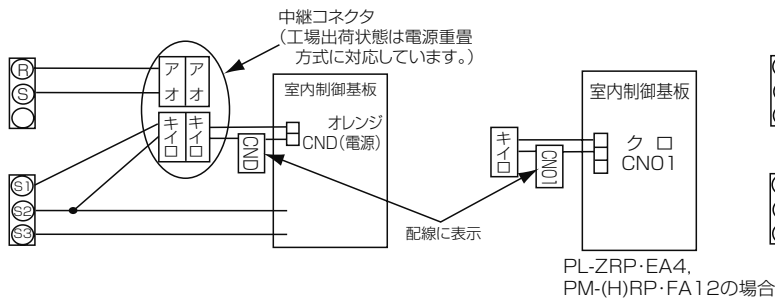 中継コネクタ
(工場出荷状態は電源重畳
方式に対応しています。)
R
S
アオ
アオ
キイロ
キイロ
室内制御基板
オレンジ
CND(電源)
CND
S1
S2
S3
配線に表示
キイロ
CN01
室内制御基板
クロ
CN01
PL-ZRP・EA4,
PM-(H)RP・FA12の場合